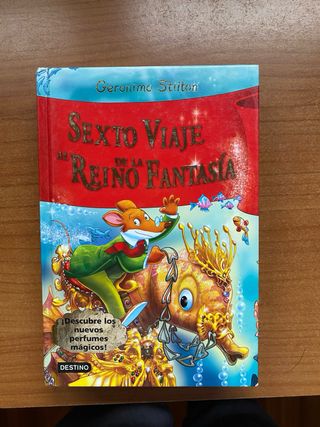 Geronimo Stilton
SEXTO VIAJE
AL REINO DE LA FANTASÍA
¡Descubre los
nuevos
perfumes
mágicos!
DESTINO